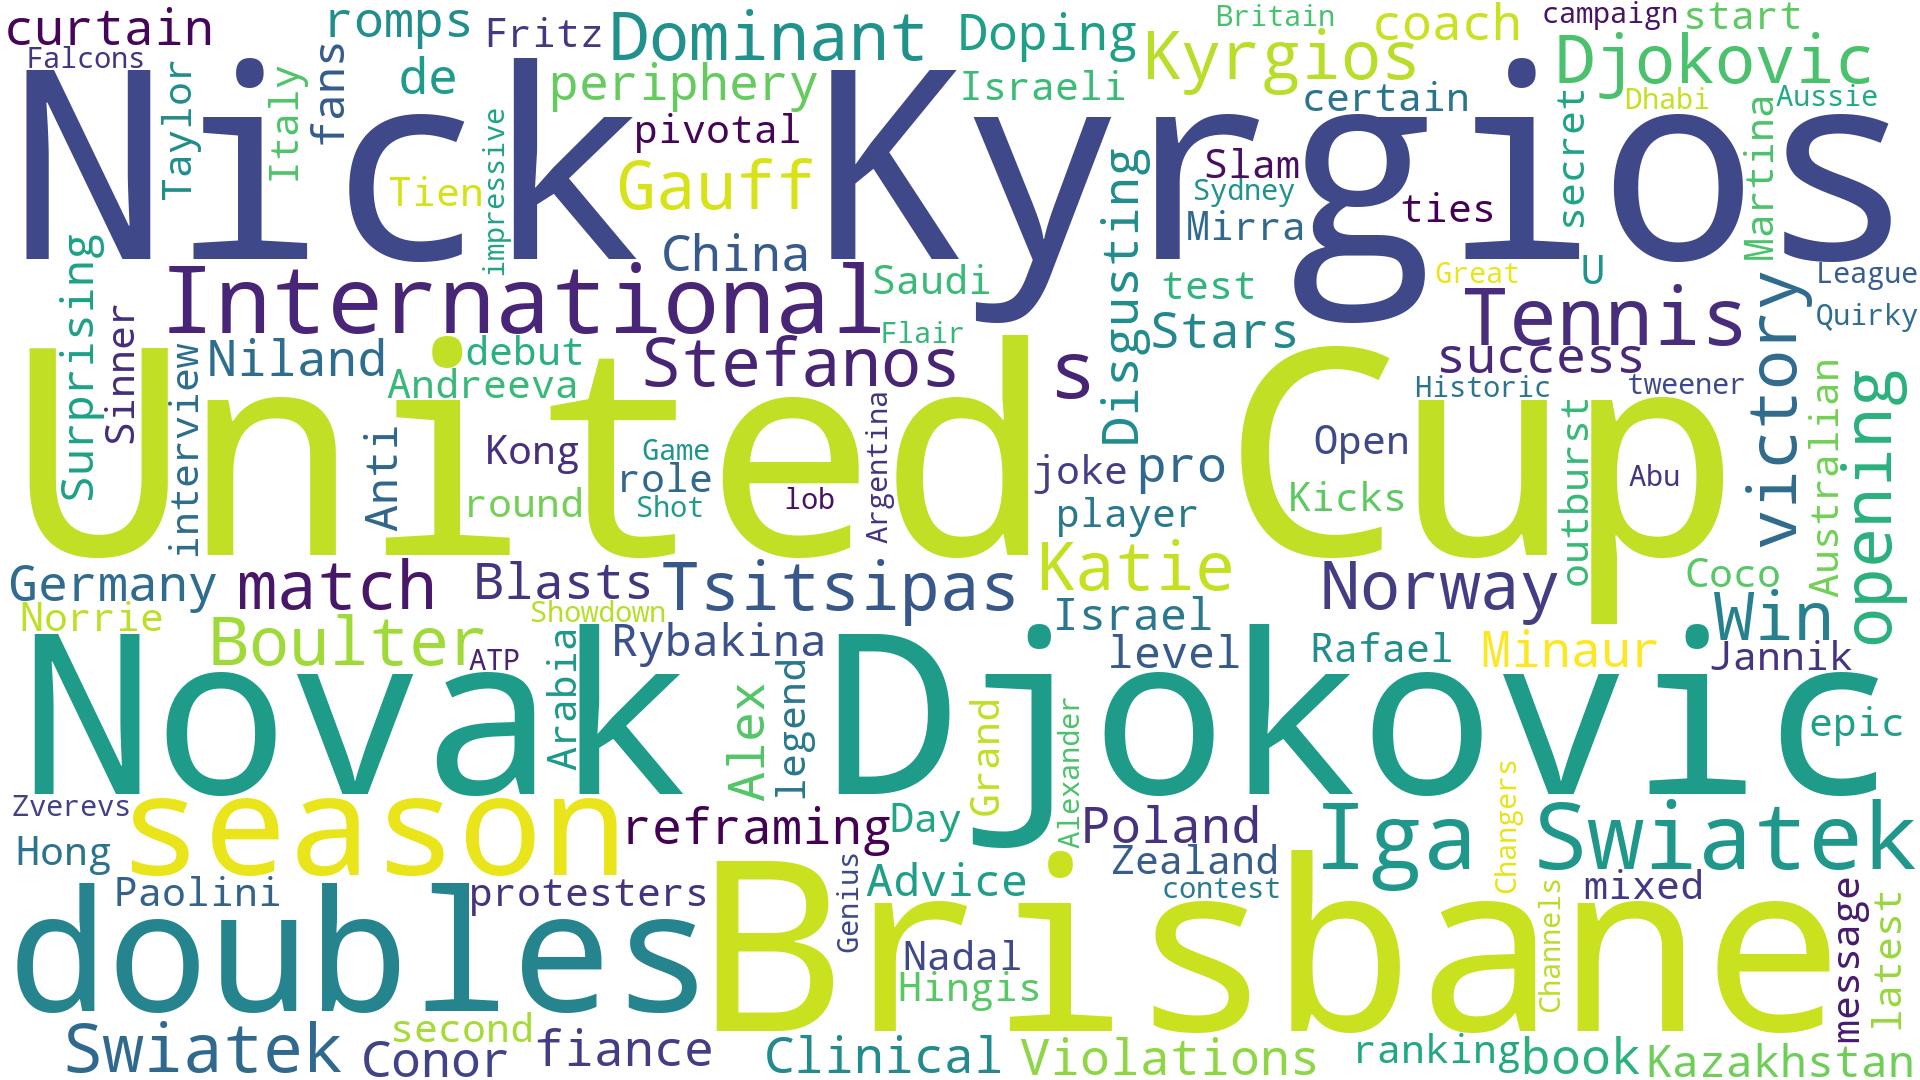 curtain
romps
Fritz
Dominant
Doping
Britain
coach
campaign
start
Falcons
Taylor
Italy
fans
de
periphery
Israeli
Kyrgios
certain
Djokovic
secret
Dhabi
Aussie
Nick Kyrgios
impressive
pivotal
Gauff
Tien
Slam
Sydney
Mirra
ties
Martina
Disgusting
China
Saudi
test
Great
U
League
Quirky
Surprising
Sinner
International
Flair
Stars
Tennis
victory
interview
Niland
debut
Andreeva
Stefanos
s
success
Historic
tweener
United Cup
Anti
Kong
Game
role
round
Shot
lob
Argentina
joke
pro
player
Open
Kicks
outburst
Abu
Australian
opening
Germany
match
Blasts
Tsitsipas
Katie
Norway
Coco
Norrie
Showdown
Israel
Win
Boulter
ATP
Arabia
Rybakina
level
Rafael
Minaur
Jannik
Novak Djokovic
Alex
legend
Grand
Alexander
epic
Zverevs
season
reframing
Day
Poland
Iga Swiatek
Changers
Hong
Zealand
Paolini
protesters
Genius
Advice
contest
Channels
mixed
message
latest
doubles
Brisbane
Nadal
Hingis
Swiatek
second
Conor
fiance
Clinical
Violations
ranking
book
Kazakhstan